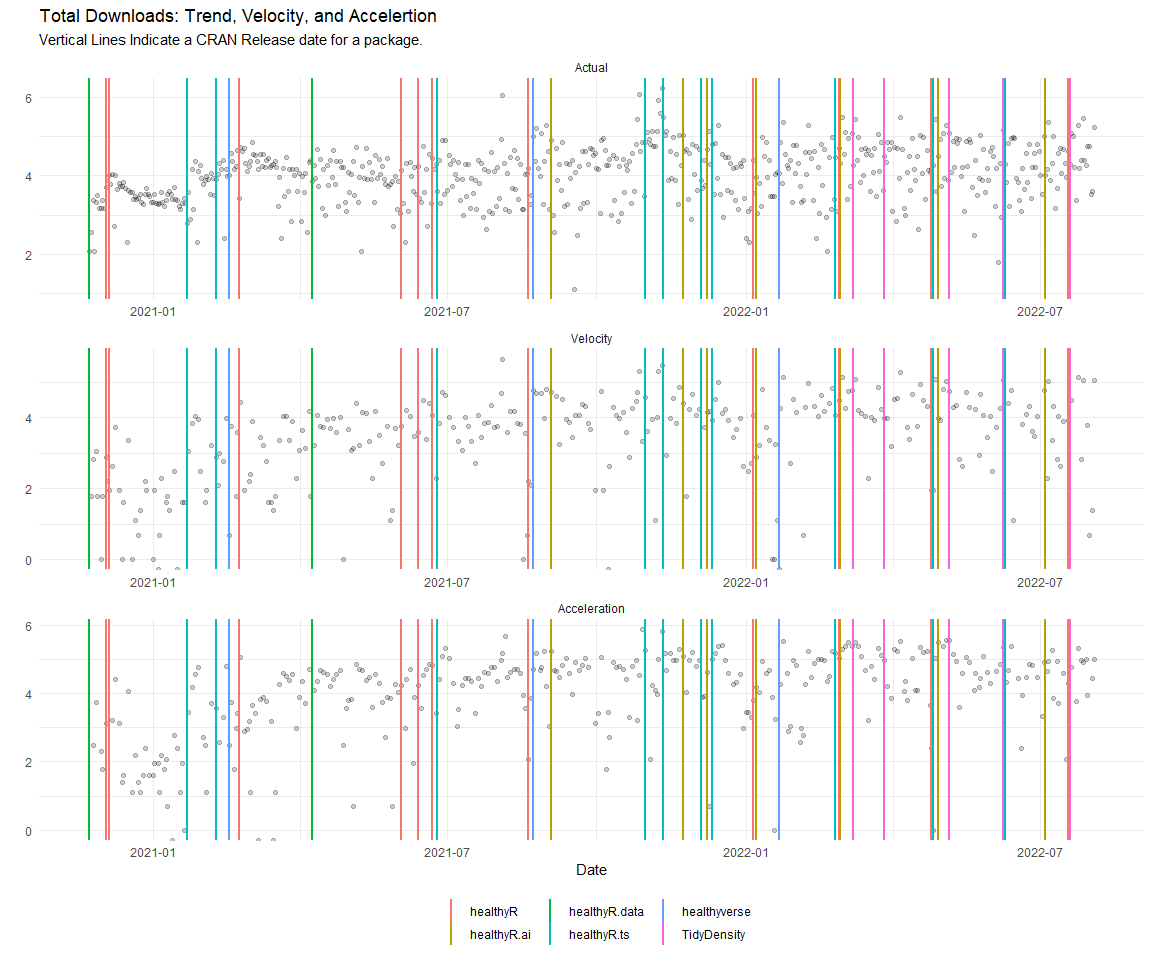 Total Downloads: Trend, Velocity, and Accelertion
Vertical Lines Indicate a CRAN Release date for a package.
Actual
6
4
2
2021-01 2021-07 2022-01 2022-07
Velocity
4
2
0
2021-01 2021-07 2022-01 2022-07
Acceleration
6
4
2
0
2021-01 2021-07 2022-01 2022-07
Date
healthyR healthyR.data healthyverse
healthyR.ai healthyR.ts TidyDensity